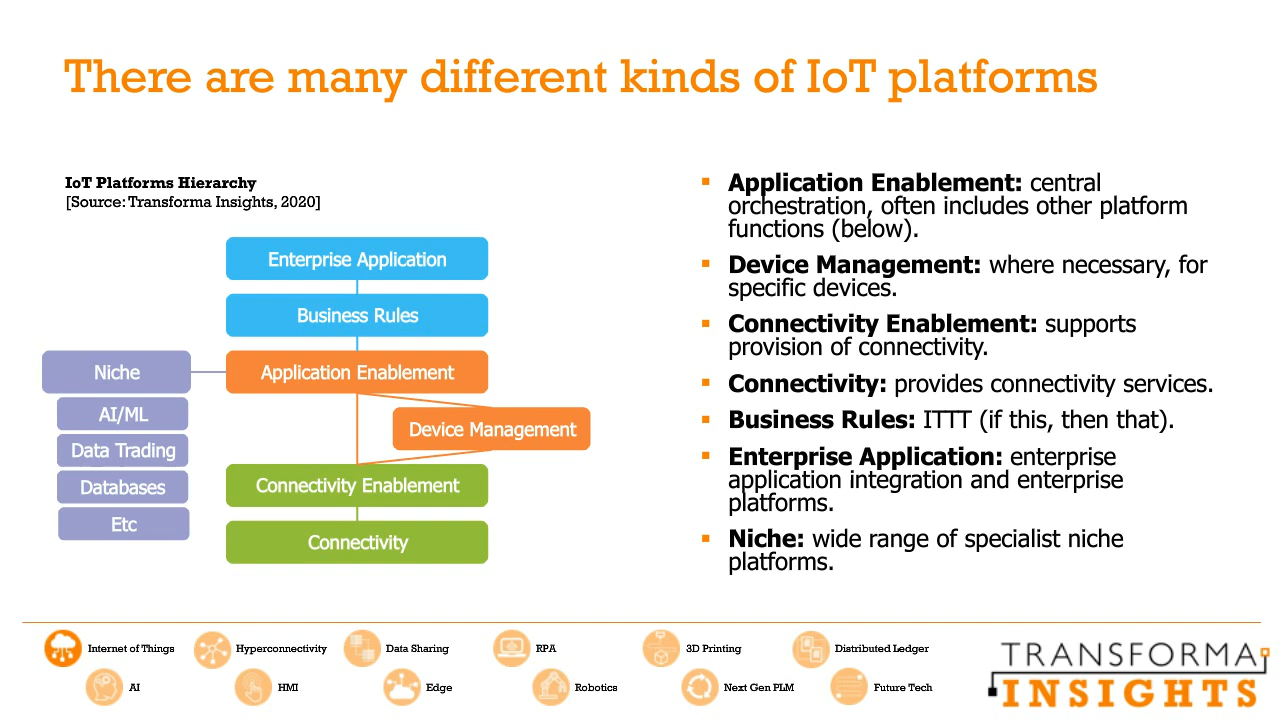 There are many different kinds of IoT platforms
IoT Platforms Hierarchy
[Source: Transforma Insights, 2020]
Enterprise Application
Business Rules
Niche
Application Enablement
AI/ML
Device Management
Data Trading
Databases
Connectivity Enablement
Etc
Connectivity
Application Enablement: central
orchestration, often includes other platform
functions (below).
Device Management: where necessary, for
specific devices.
Connectivity Enablement: supports
provision of connectivity.
Connectivity: provides connectivity services.
Business Rules: ITTT (if this, then that).
Enterprise Application: enterprise
application integration and enterprise
platforms.
Niche: wide range of specialist niche
platforms.
Internet of Things
Hyperconnectivity
Data Sharing
RPA
3D Printing
Distributed Ledger
AI
HMI
Edge
Robotics
Next Gen PLM
Future Tech
TRANSFORMA
INSIGHTS